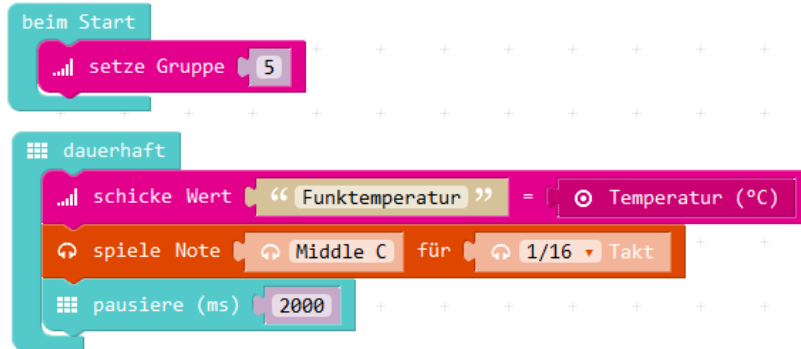 beim Start
setze Gruppe 5
dauerhaft
schicke Wert “ Funktemperatur ” = Temperatur (°C)
spiele Note Middle C für 1/16 Takt
pausiere (ms) 2000